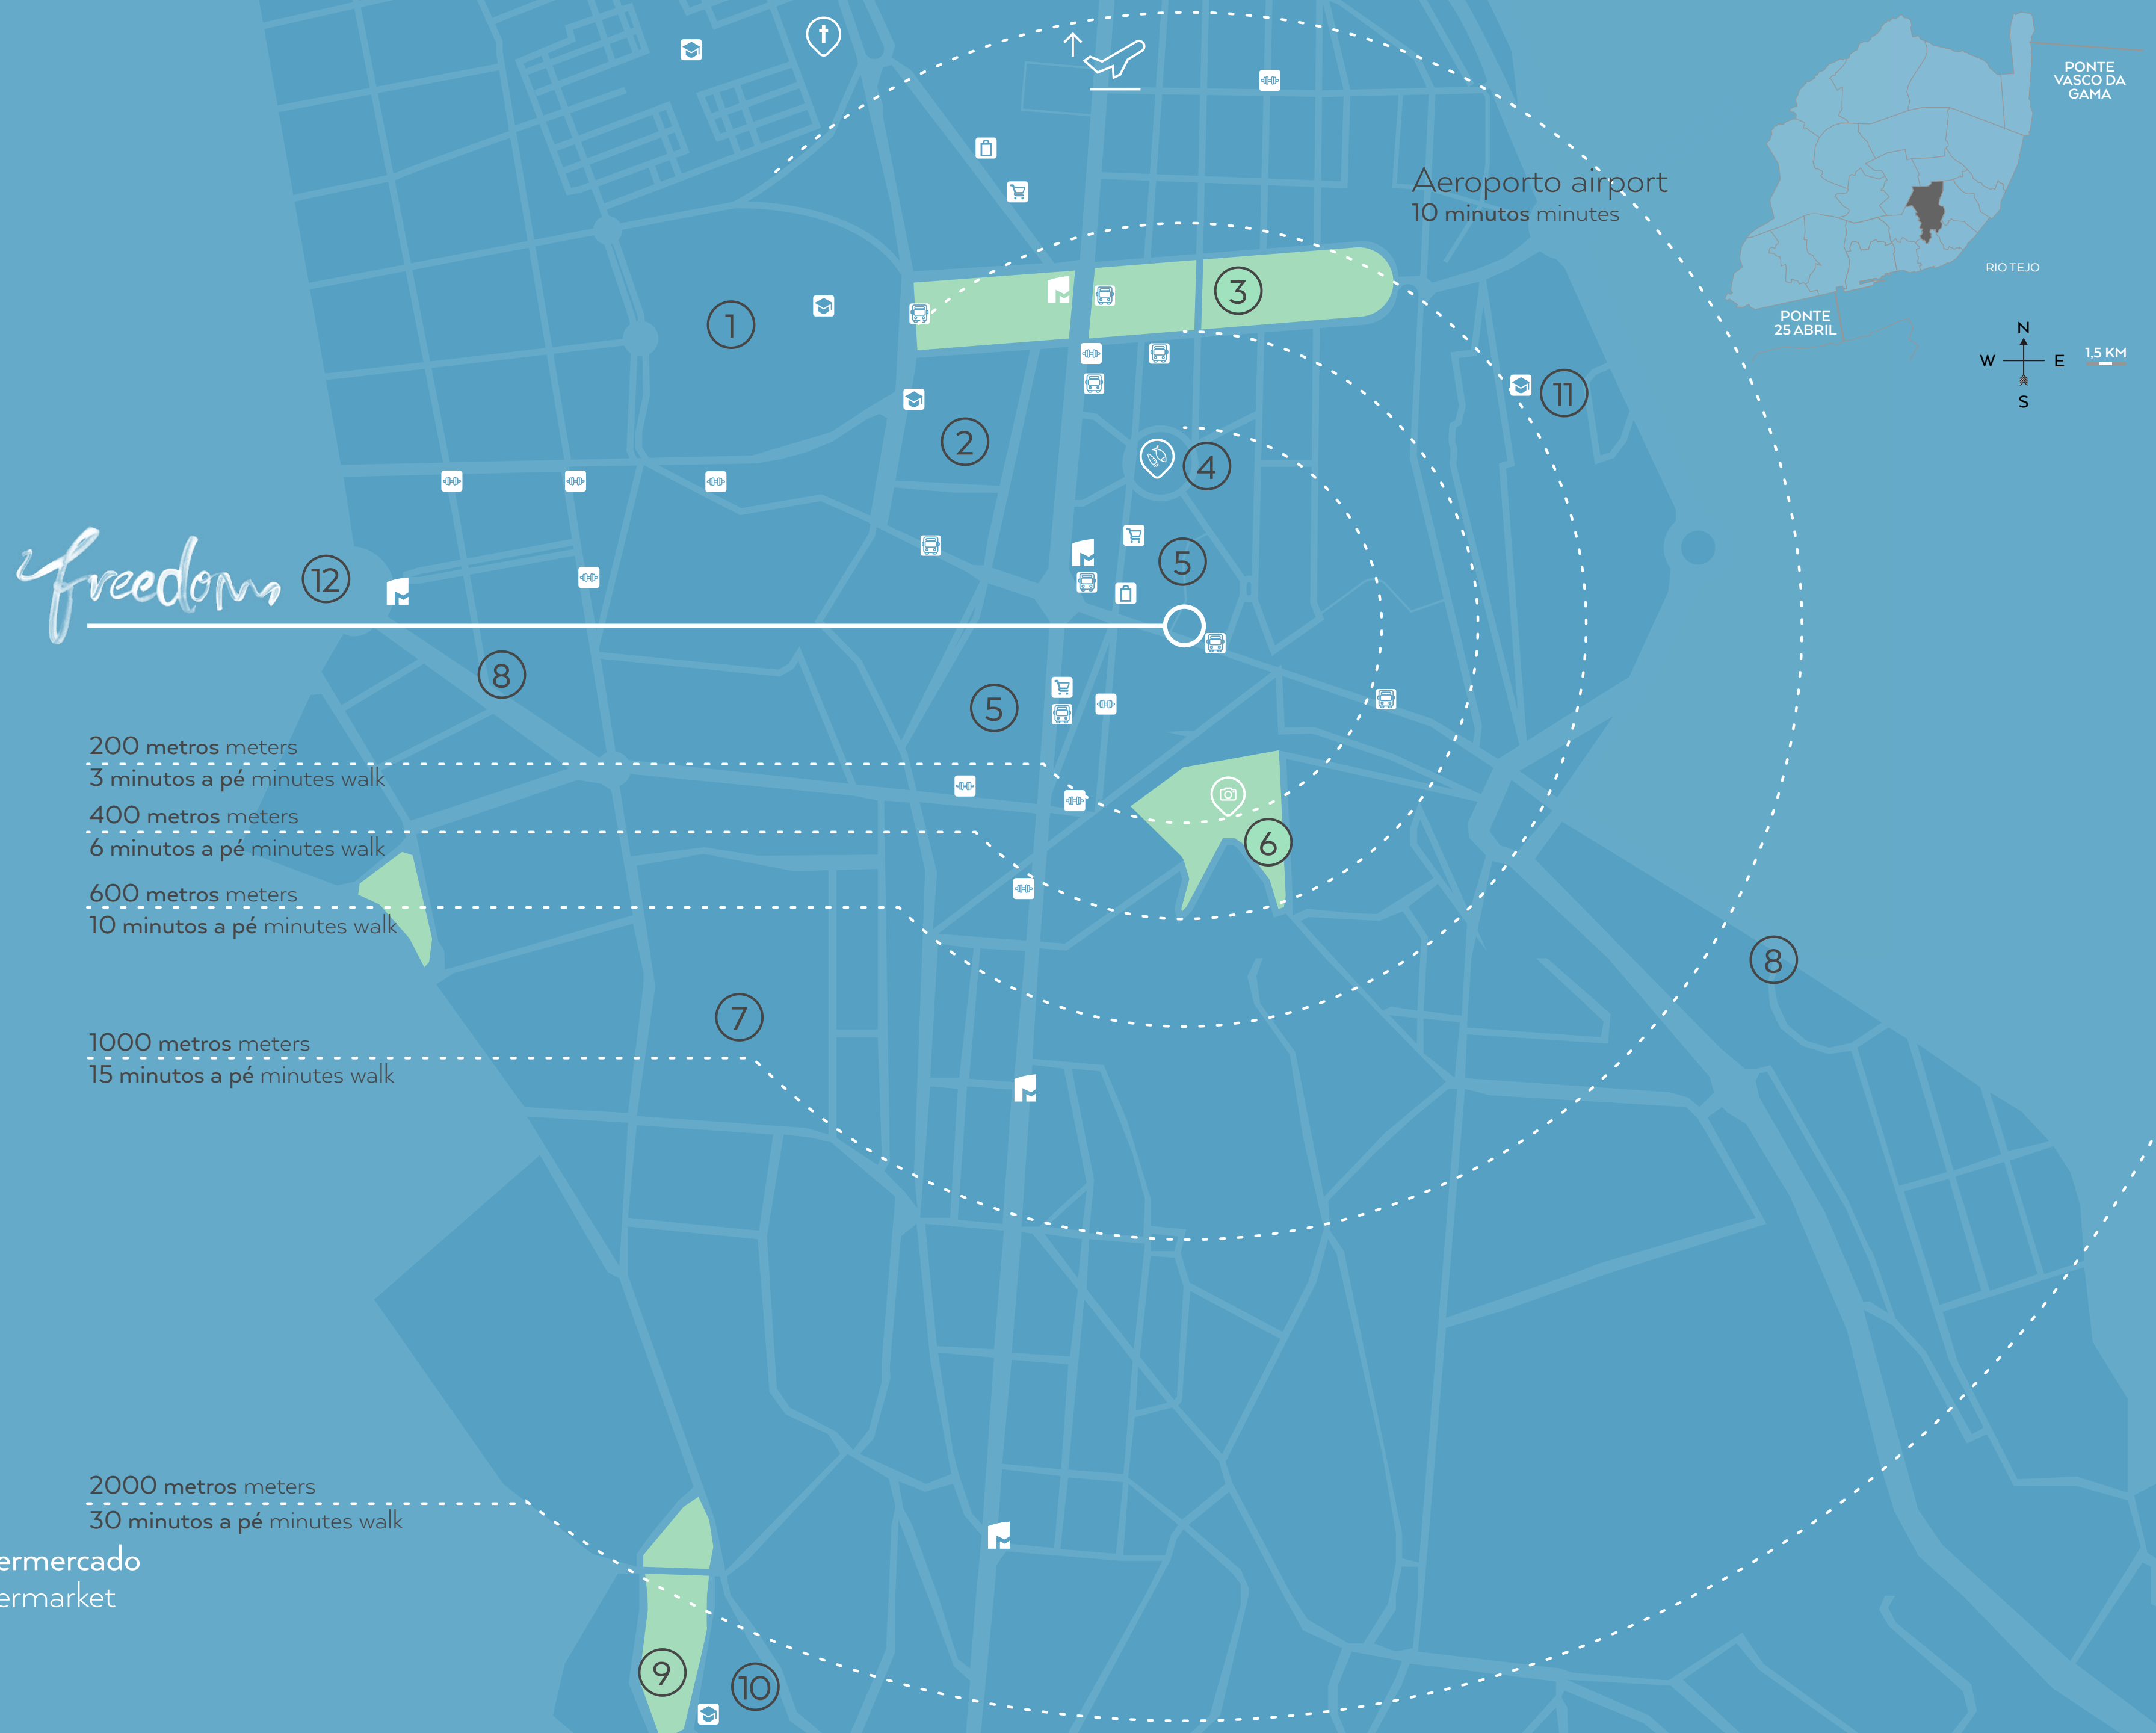 Aeroporto airport
10 minutos minutes
PONTE
VASCO DA
GAMA
RIO TEJO
PONTE
25 ABRIL
N
W
E
S
1,5 KM
1
2
3
4
5
11
freedom
12
8
5
6
200 metros meters
3 minutos a pé minutes walk
400 metros meters
6 minutos a pé minutes walk
600 metros meters
10 minutos a pé minutes walk
7
8
1000 metros meters
15 minutos a pé minutes walk
2000 metros meters
30 minutos a pé minutes walk
ermercado
ermarket
9
10